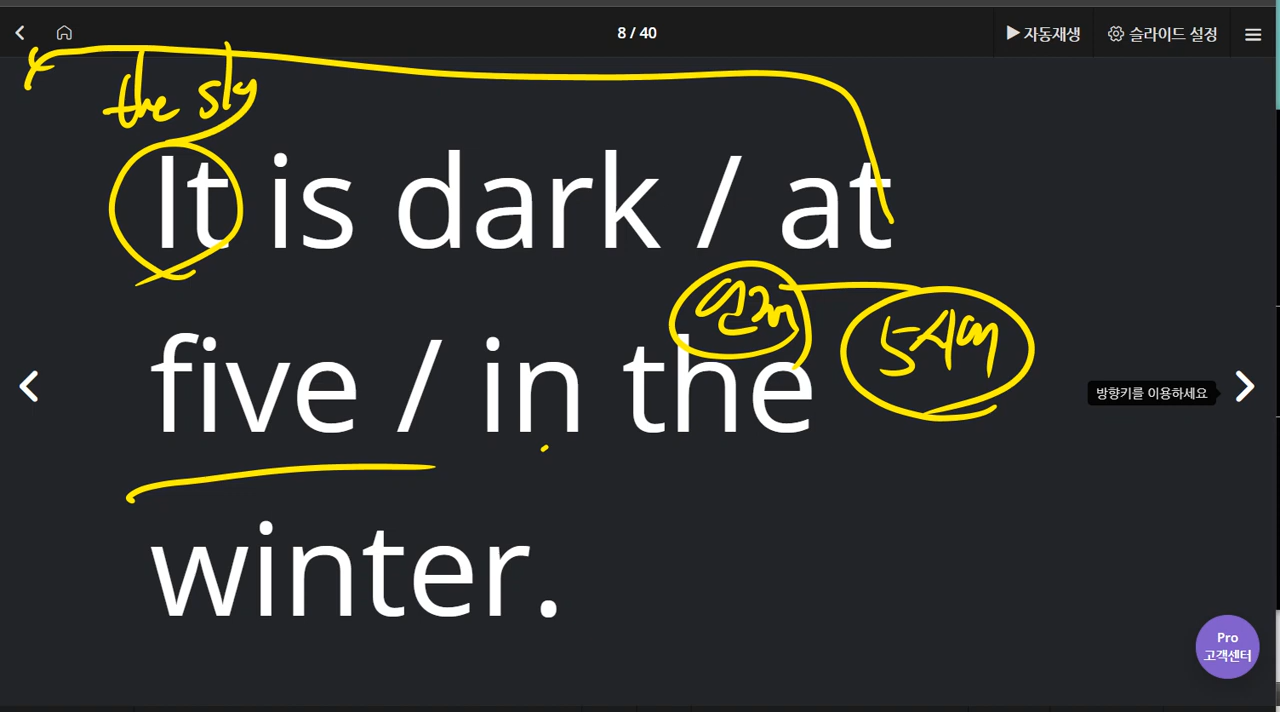 8 / 40
▶자동재생
슬라이드 설정
the sky
It is dark / at
언제
5시에
five / in the
방향키를 이용하세요
winter.
Pro
고객센터